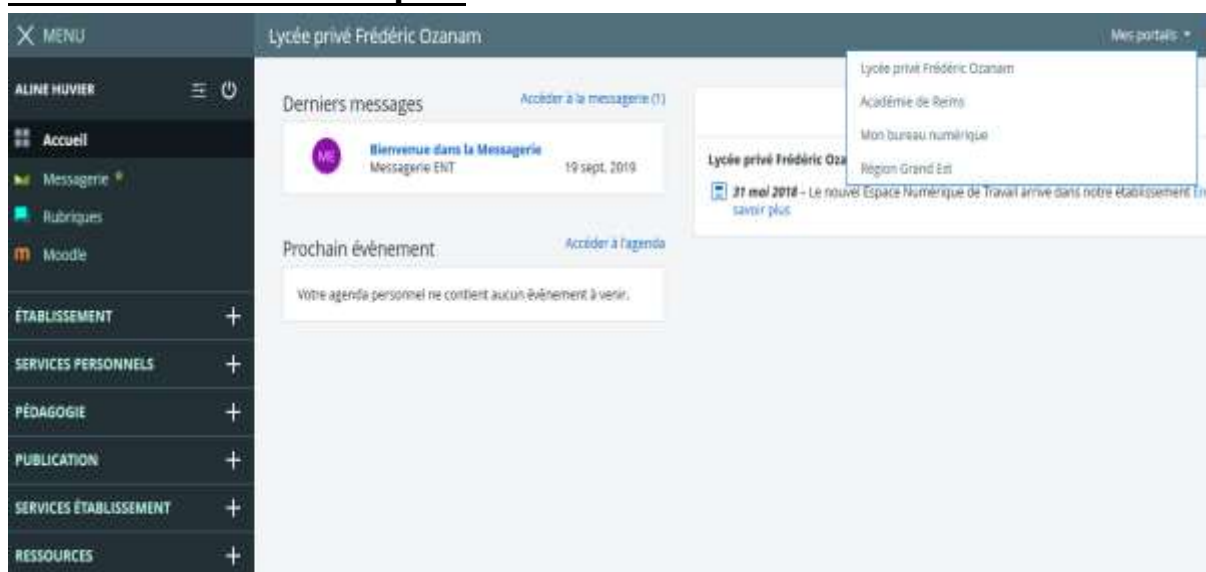 MENU
ALINE HUVIER
Accueil
Messagerie
Rubriques
Moodle
ÉTABLISSEMENT
SERVICES PERSONNELS
PÉDAGOGIE
PUBLICATION
SERVICES ÉTABLISSEMENT
RESSOURCES
Lycée privé Frédéric Ozanam
Mes portails
Lycée privé Frédéric Ozanam
Académie de Reims
Mon bureau numérique
Région Grand Est
Derniers messages
Accéder à la messagerie (1)
ME
Bienvenue dans la Messagerie
Messagerie ENT 19 sept. 2019
Prochain évènement
Accéder à l'agenda
Votre agenda personnel ne contient aucun évènement à venir.
Lycée privé Frédéric Oza
31 mai 2018 - Le nouvel Espace Numérique de Travail arrive dans notre établissement
savoir plus